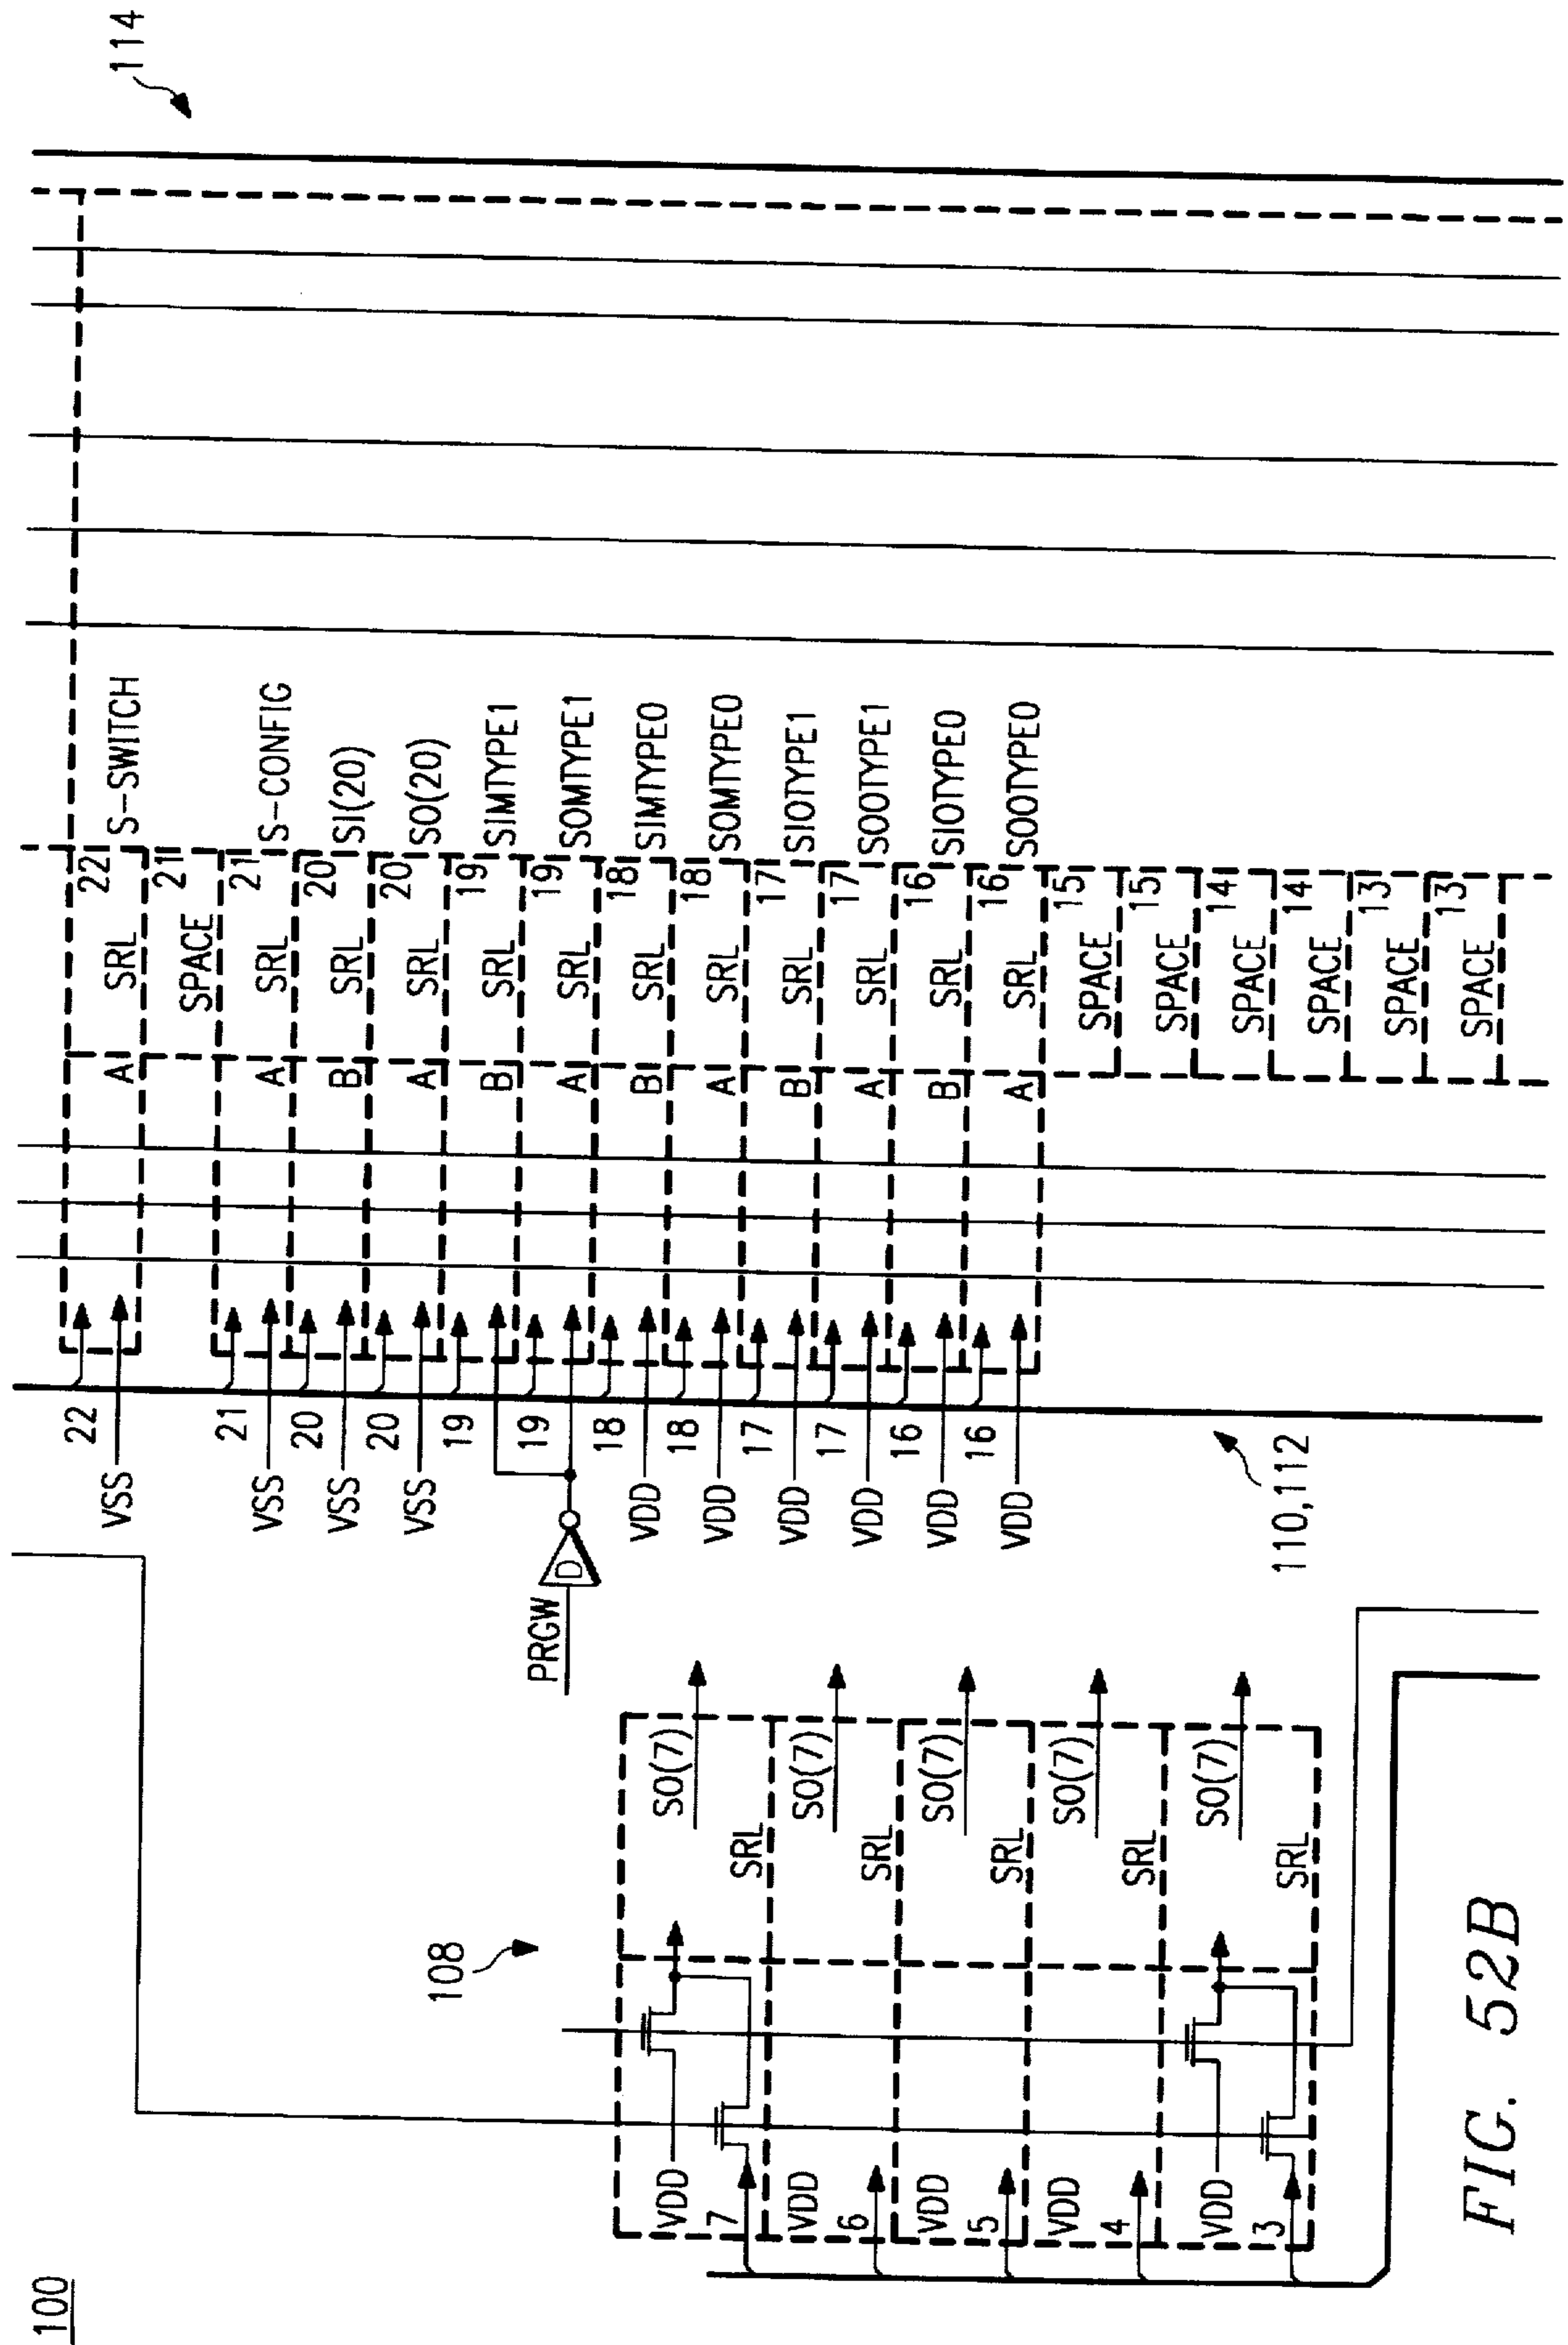 100
114
22 VSS A SRL 22 S-SWITCH
SPACE 21
21 VSS A SRL 21 S-CONFIG
20 VSS B SRL 20 SI(20)
20 VSS A SRL 20 SO(20)
19 B SRL 19 SIMTYPE1
PRGW D
19 A SRL 19 SOMTYPE1
18 VDD B SRL 18 SIMTYPE0
18 VDD A SRL 18 SOMTYPE0
17 VDD B SRL 17 SIOTYPE1
17 VDD A SRL 17 SOOTYPE1
16 VDD B SRL 16 SIOTYPE0
16 VDD A SRL 16 SOOTYPE0
SPACE 15
SPACE 15
SPACE 14
SPACE 14
SPACE 13
SPACE 13
110,112
108
VDD 7 SO(7) SRL
VDD 6 SO(7) SRL
VDD 5 SO(7) SRL
VDD 4 SO(7) SRL
VDD 3 SO(7) SRL
FIG. 52B